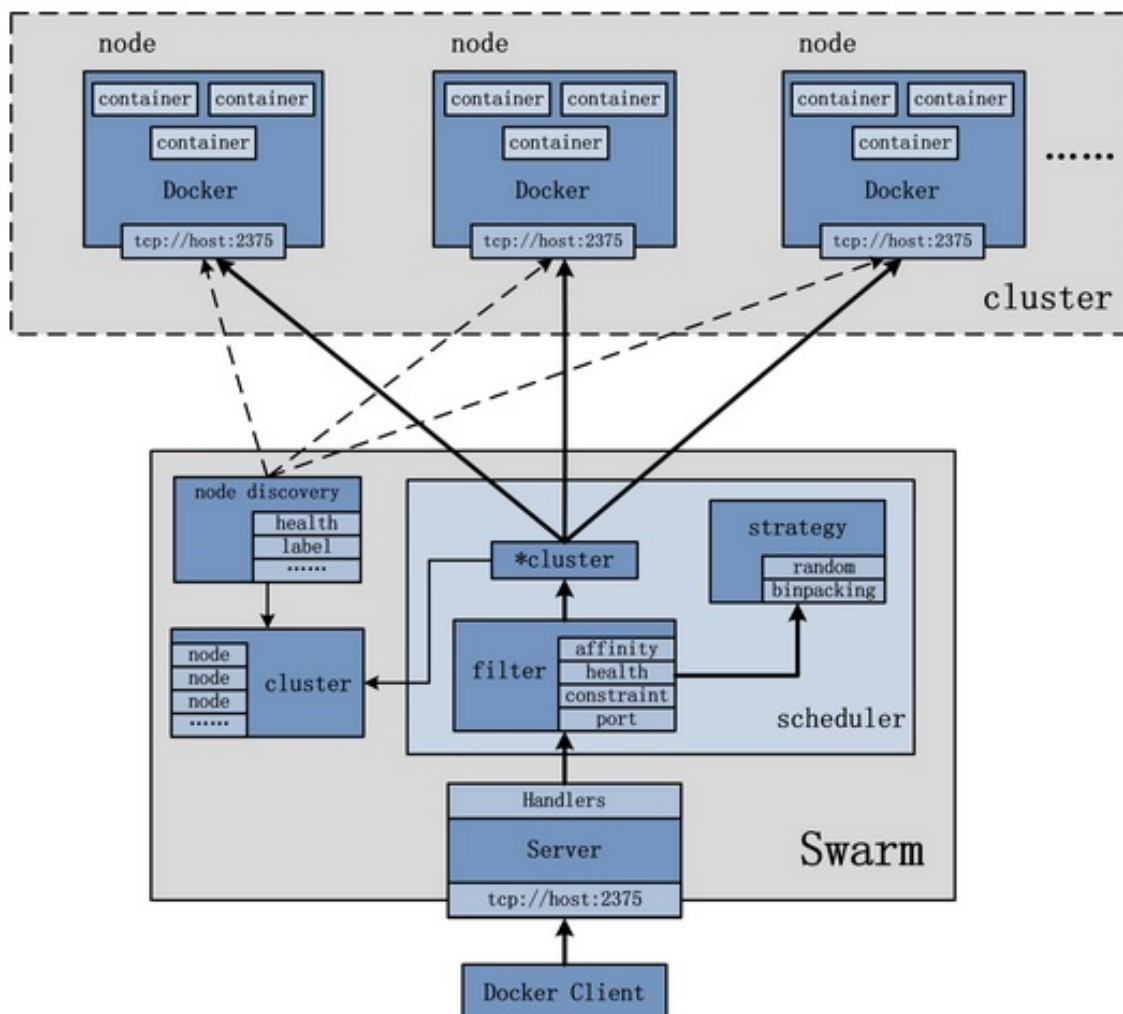 node
node
node
container
container
container
container
container
container
container
container
container
Docker
Docker
Docker
……
tcp://host:2375
tcp://host:2375
tcp://host:2375
cluster
node discovery
health
label
……
*cluster
strategy
random
binpacking
node
node
node
……
cluster
filter
affinity
health
constraint
port
scheduler
Handlers
Server
tcp://host:2375
Swarm
Docker Client